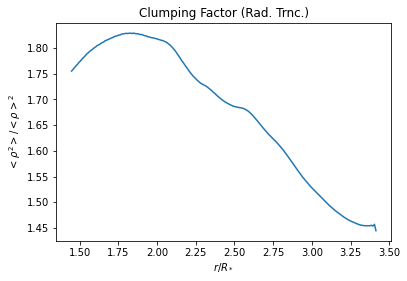 Clumping Factor (Rad. Trnc.)
< ρ² > / < ρ > ²
1.80
1.75
1.70
1.65
1.60
1.55
1.50
1.45
1.50 1.75 2.00 2.25 2.50 2.75 3.00 3.25 3.50
r/R*